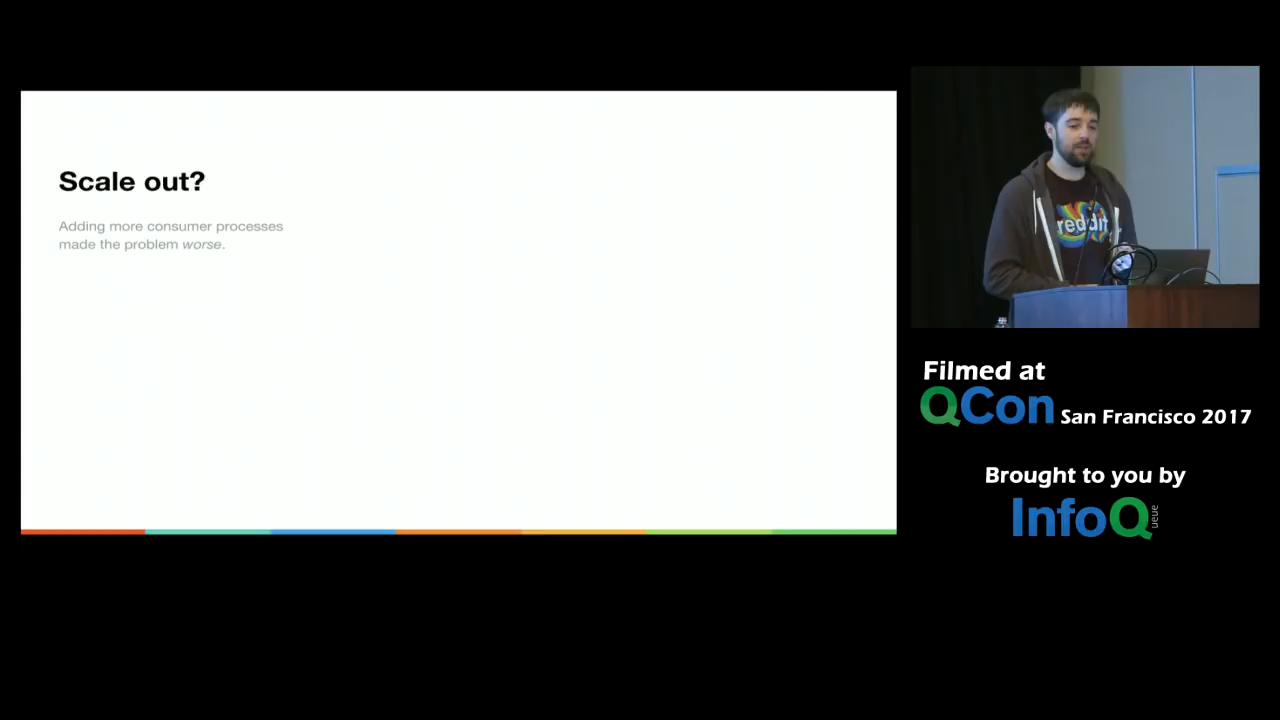 Scale out?
Adding more consumer processes
made the problem worse.
reddit
Filmed at
QCon San Francisco 2017
Brought to you by
InfoQ
ueue